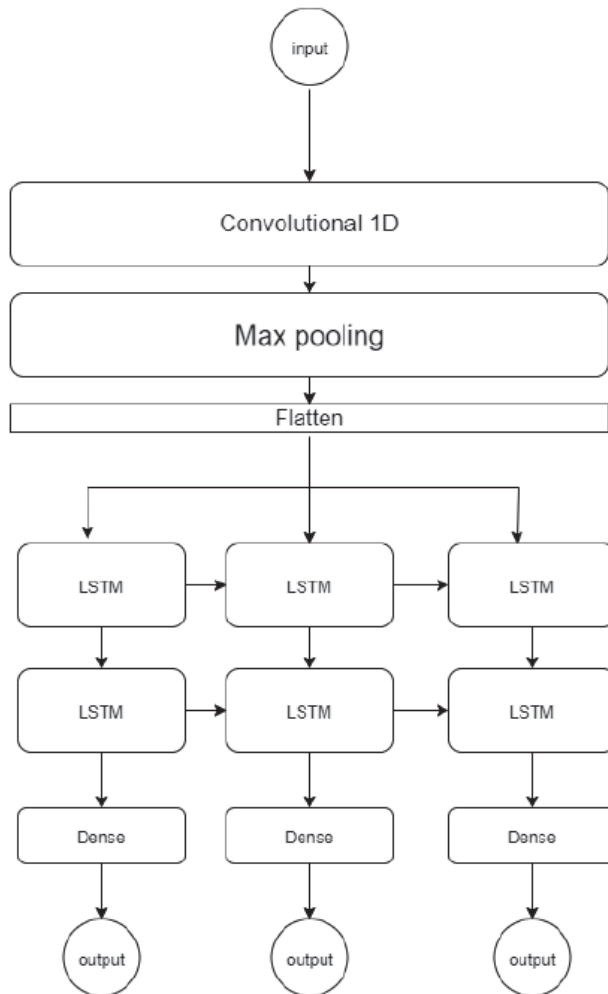 input
Convolutional 1D
Max pooling
Flatten
LSTM
LSTM
LSTM
LSTM
LSTM
LSTM
Dense
Dense
Dense
output
output
output